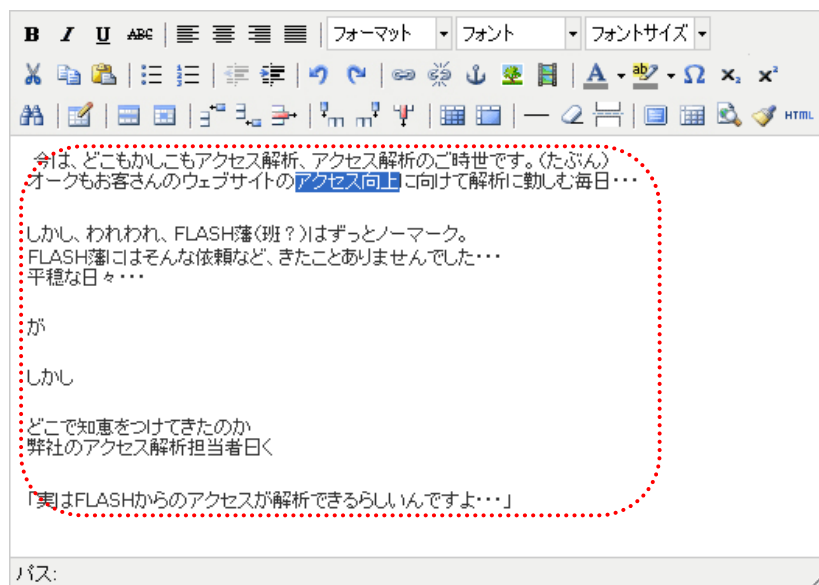 B I U ABC フォーマット フォント フォントサイズ
A ab Ω x₂ x²
HTML
今は、どこもかしこもアクセス解析、アクセス解析のご時世です。(たぶん)
オークもお客さんのウェブサイトのアクセス向上に向けて解析に勤しむ毎日・・・
しかし、われわれ、FLASH藩(班?)はずっとノーマーク。
FLASH藩にはそんな依頼など、きたことありませんでした・・・
平穏な日々・・・
が
しかし
どこで知恵をつけてきたのか
弊社のアクセス解析担当者曰く
「実はFLASHからのアクセスが解析できるらしいんですよ・・・」
パス: